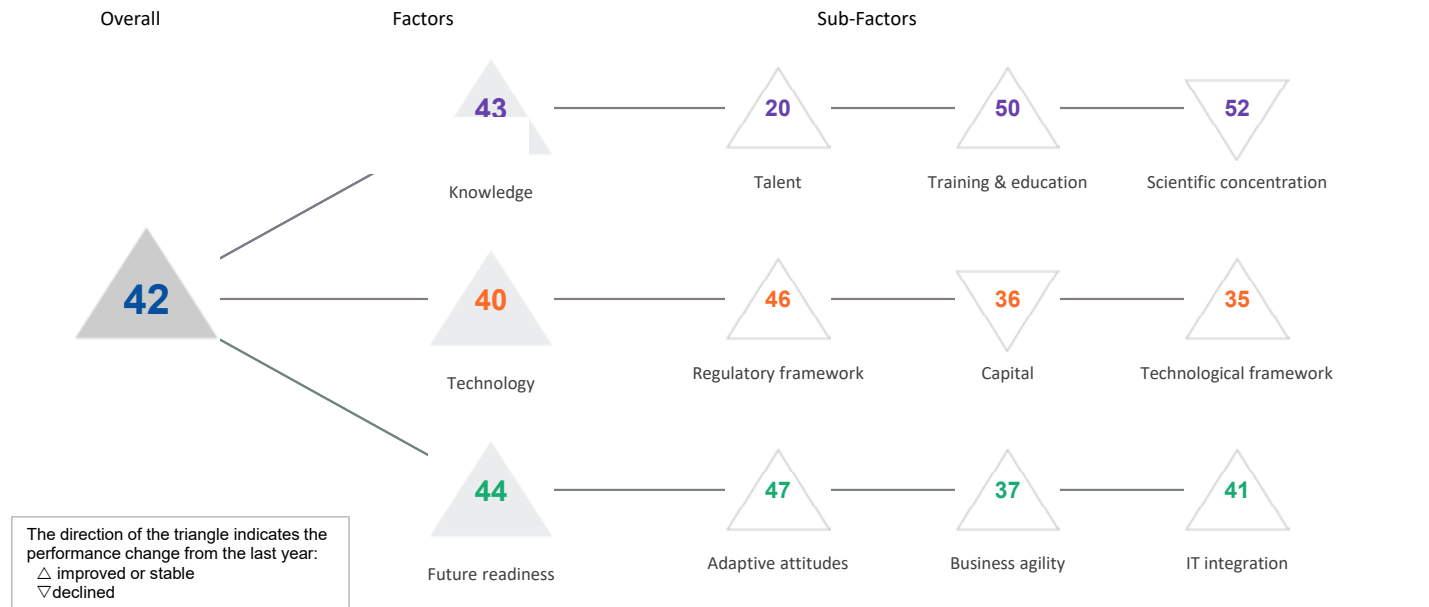 Overall
Factors
Sub-Factors
43
20
50
52
Knowledge
Talent
Training & education
Scientific concentration
42
40
46
36
35
Technology
Regulatory framework
Capital
Technological framework
44
47
37
41
Future readiness
Adaptive attitudes
Business agility
IT integration
The direction of the triangle indicates the
performance change from the last year:
△ improved or stable
▽declined